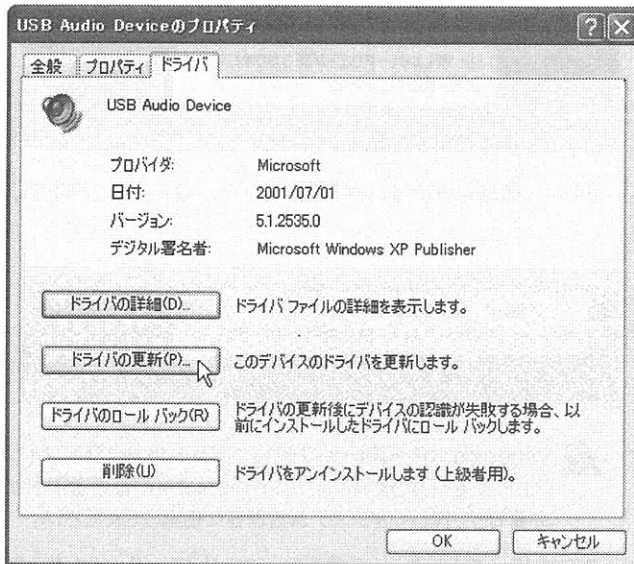 USB Audio Deviceのプロパティ
全般 プロパティ ドライバ
USB Audio Device
プロバイダ: Microsoft
日付: 2001/07/01
バージョン: 5.1.2535.0
デジタル署名者: Microsoft Windows XP Publisher
ドライバの詳細(D)... ドライバ ファイルの詳細を表示します。
ドライバの更新(P)... このデバイスのドライバを更新します。
ドライバのロール バック(R) ドライバの更新後にデバイスの認識が失敗する場合、以
前にインストールしたドライバにロール バックします。
削除(U) ドライバをアンインストールします (上級者用)。
OK キャンセル